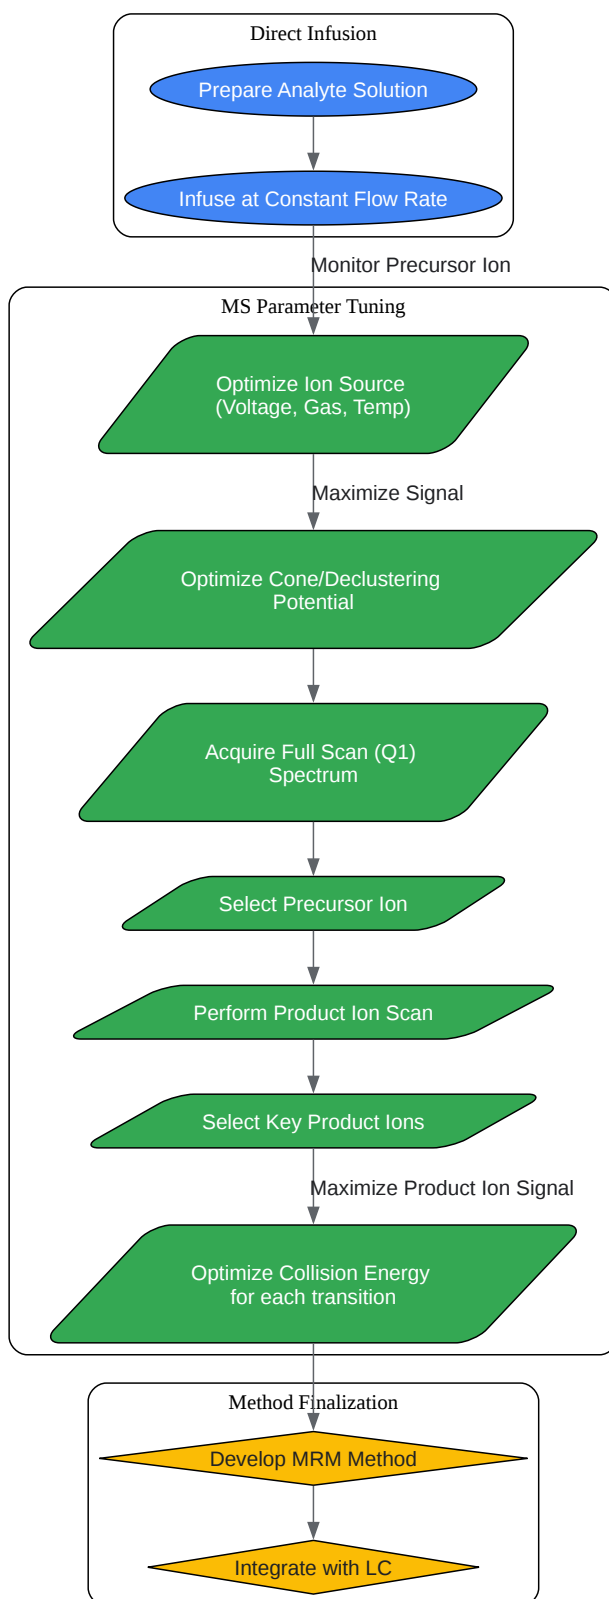 Direct Infusion
Prepare Analyte Solution
Infuse at Constant Flow Rate
Monitor Precursor Ion
MS Parameter Tuning
Optimize Ion Source
(Voltage, Gas, Temp)
Maximize Signal
Optimize Cone/Declustering
Potential
Acquire Full Scan (Q1)
Spectrum
Select Precursor Ion
Perform Product Ion Scan
Select Key Product Ions
Maximize Product Ion Signal
Optimize Collision Energy
for each transition
Method Finalization
Develop MRM Method
Integrate with LC